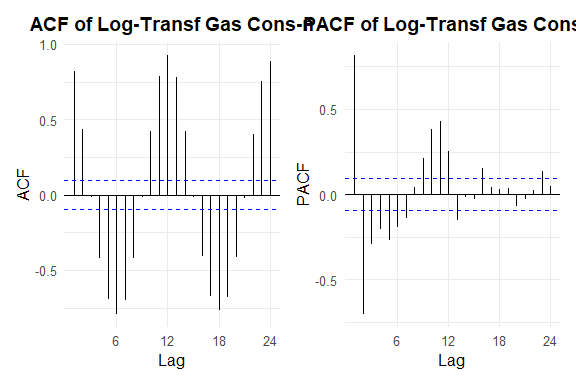 ACF of Log-Transf Gas Cons-n
PACF of Log-Transf Gas Cons
ACF
1.0
0.5
0.0
-0.5
6
12
18
24
Lag
PACF
0.5
0.0
-0.5
6
12
18
24
Lag